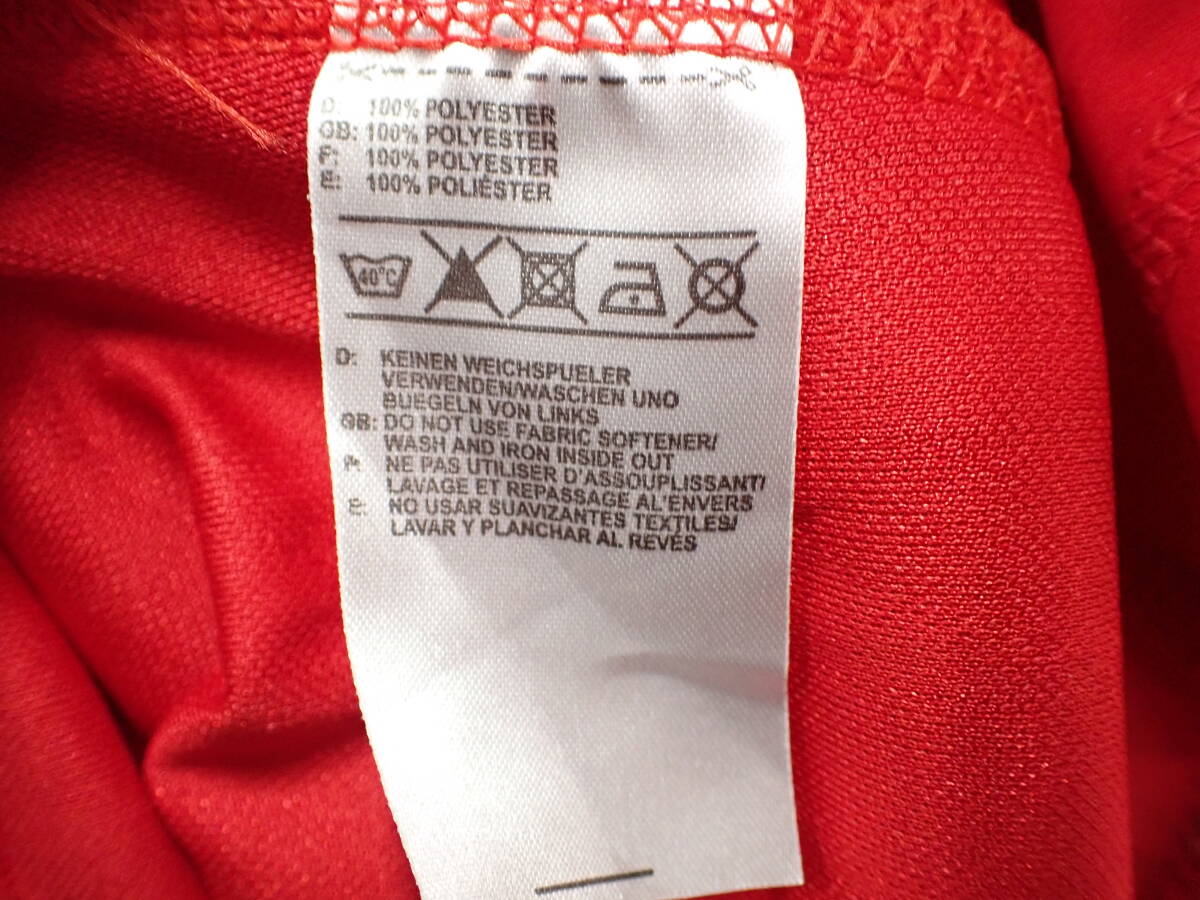 D: 100% POLYESTER
GB: 100% POLYESTER
F: 100% POLYESTER
E: 100% POLIÉSTER
40°C
D: KEINEN WEICHSPUELER
VERWENDEN/WASCHEN UND
BUEGELN VON LINKS
GB: DO NOT USE FABRIC SOFTENER/
WASH AND IRON INSIDE OUT
F: NE PAS UTILISER D'ASSOUPLISSANT/
LAVAGE ET REPASSAGE AL'ENVERS
E: NO USAR SUAVIZANTES TEXTILES/
LAVAR Y PLANCHAR AL REVÉS